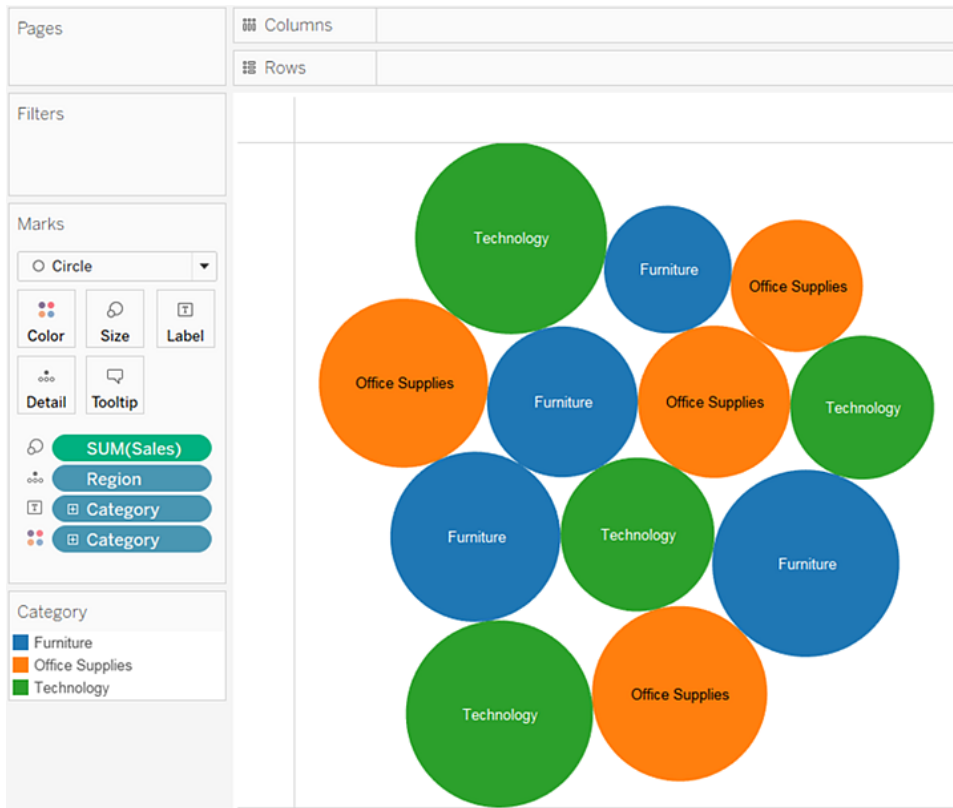 Pages
Columns
Rows
Filters
Marks
Circle
Color
Size
Label
Detail
Tooltip
SUM(Sales)
Region
Category
Category
Category
Furniture
Office Supplies
Technology
Technology
Furniture
Office Supplies
Office Supplies
Furniture
Office Supplies
Technology
Furniture
Technology
Furniture
Office Supplies
Technology